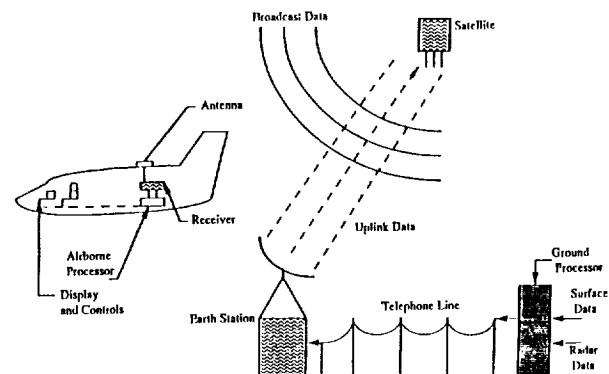 Broadcast Data
Satellite
Antenna
Receiver
Uplink Data
Airborne
Processor
Display
and Controls
Earth Station
Telephone Line
Ground
Processor
Surface
Data
Radar
Data